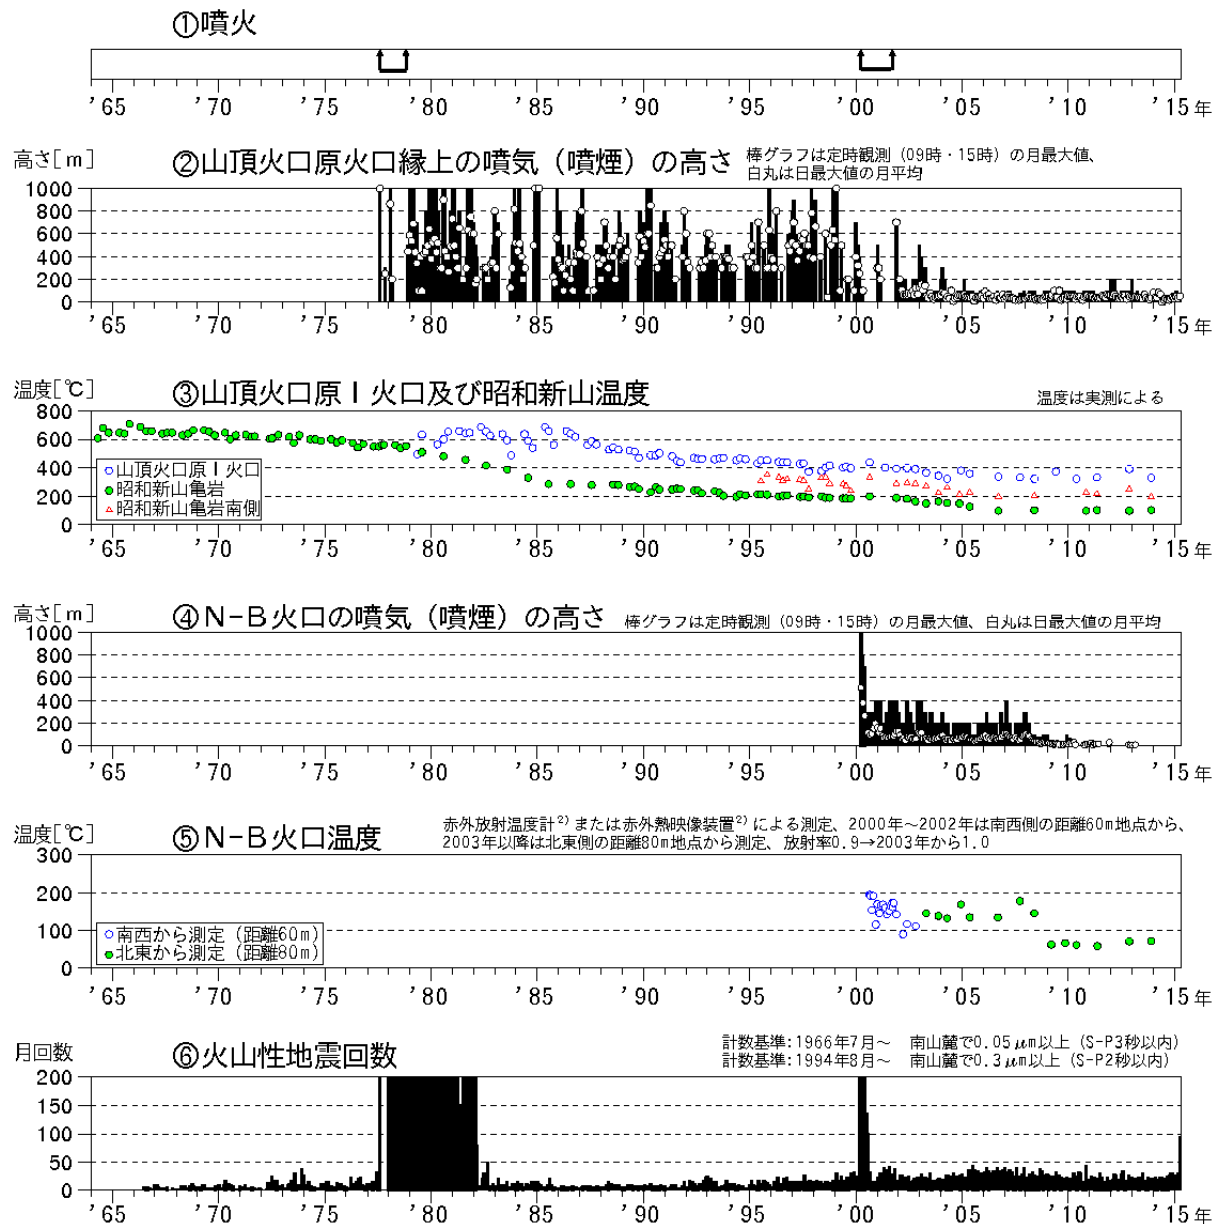 ①噴火
'65 '70 '75 '80 '85 '90 '95 '00 '05 '10 '15 年
高さ[m] ②山頂火口原火口縁上の噴気（噴煙）の高さ 棒グラフは定時観測（09時・15時）の月最大値、
白丸は日最大値の月平均
1000
800
600
400
200
0
'65 '70 '75 '80 '85 '90 '95 '00 '05 '10 '15 年
温度[℃] ③山頂火口原Ｉ火口及び昭和新山温度 温度は実測による
800
600
400
200
0
山頂火口原Ｉ火口
昭和新山亀岩
昭和新山亀岩南側
'65 '70 '75 '80 '85 '90 '95 '00 '05 '10 '15 年
高さ[m] ④Ｎ−Ｂ火口の噴気（噴煙）の高さ 棒グラフは定時観測（09時・15時）の月最大値、白丸は日最大値の月平均
1000
800
600
400
200
0
'65 '70 '75 '80 '85 '90 '95 '00 '05 '10 '15 年
温度[℃] ⑤Ｎ−Ｂ火口温度 赤外放射温度計2)または赤外熱映像装置2)による測定、2000年～2002年は南西側の距離60m地点から、
2003年以降は北東側の距離80m地点から測定、放射率0.9→2003年から1.0
300
200
100
0
南西から測定（距離60m）
北東から測定（距離80m）
'65 '70 '75 '80 '85 '90 '95 '00 '05 '10 '15 年
月回数 ⑥火山性地震回数 計数基準:1966年7月～ 南山麓で0.05μm以上（S-P3秒以内）
計数基準:1994年8月～ 南山麓で0.3μm以上（S-P2秒以内）
200
150
100
50
0
'65 '70 '75 '80 '85 '90 '95 '00 '05 '10 '15 年